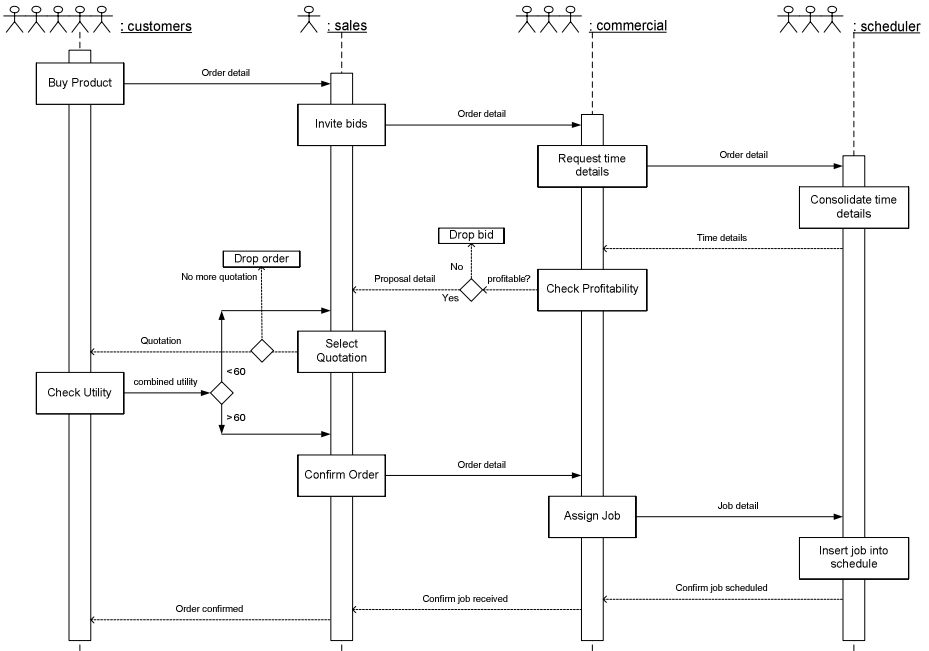 : customers
: sales
: commercial
: scheduler
Order detail
Buy Product
Order detail
Invite bids
Order detail
Request time
details
Consolidate time
details
Drop bid
Time details
Drop order
No
No more quotation
Proposal detail
profitable?
Check Profitability
Yes
Quotation
Select
Quotation
<60
combined utility
Check Utility
>60
Order detail
Confirm Order
Job detail
Assign Job
Insert job into
schedule
Confirm job scheduled
Confirm job received
Order confirmed